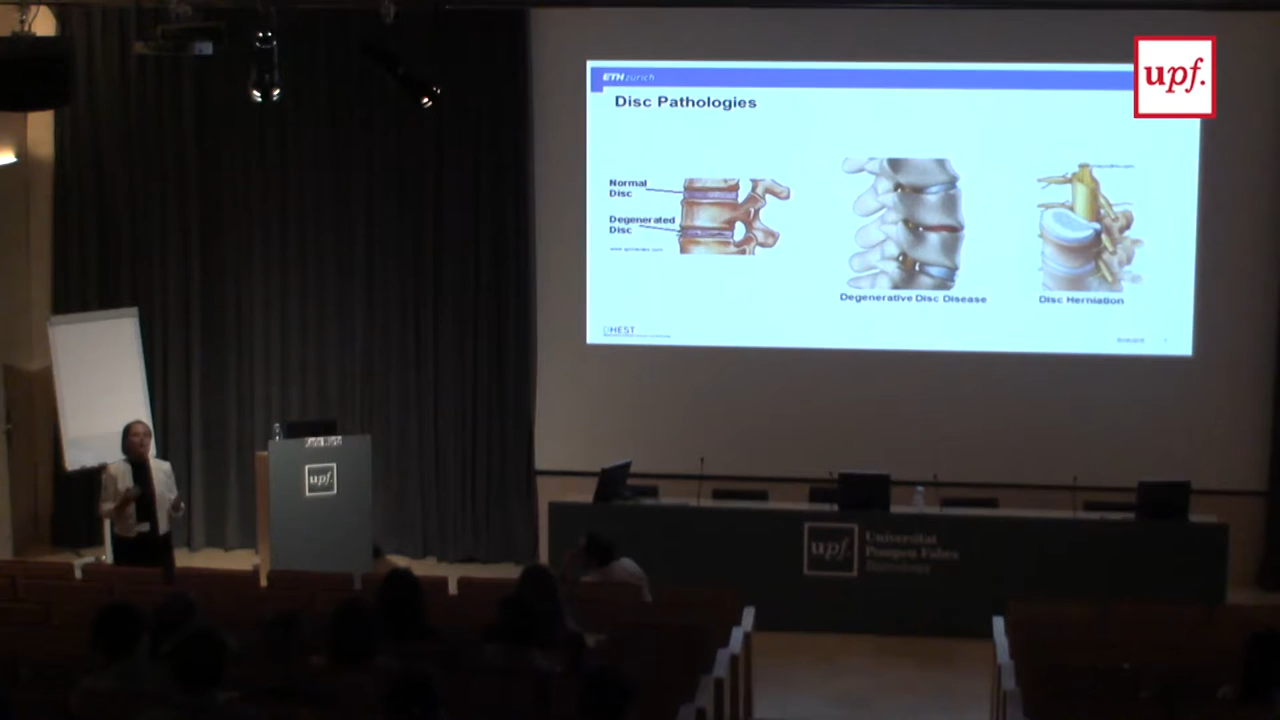 upf.
ETH zürich
Disc Pathologies
Normal
Disc
Degenerated
Disc
Degenerative Disc Disease
Disc Herniation
DHEST
upf.
upf.
Universitat
Pompeu Fabra
Barcelona